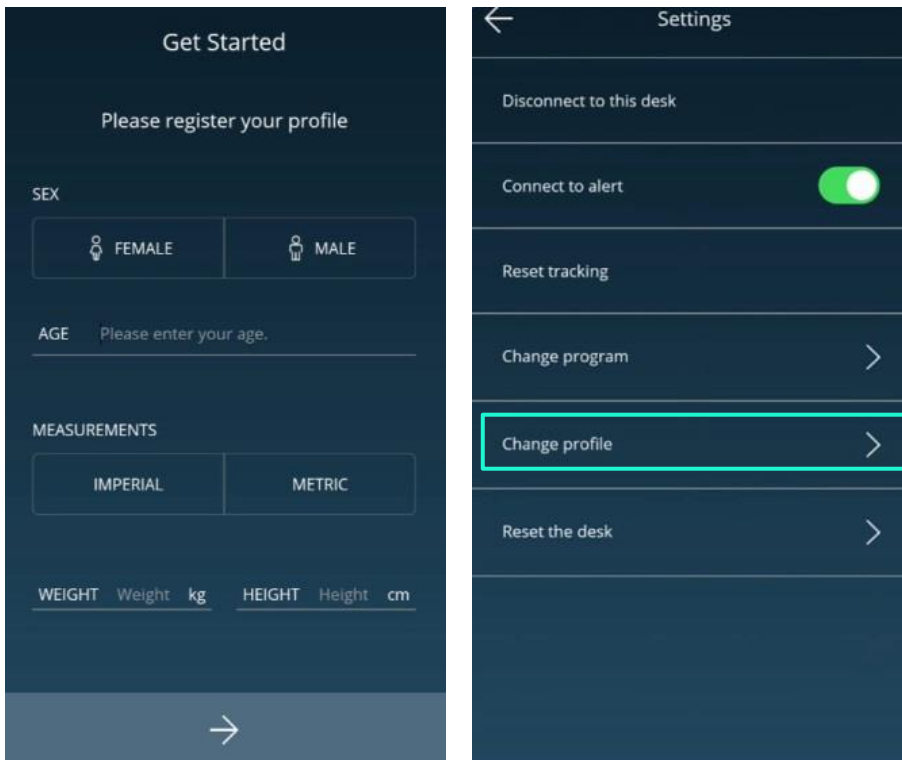 Get Started
Please register your profile
SEX
FEMALE MALE
AGE Please enter your age.
MEASUREMENTS
IMPERIAL METRIC
WEIGHT Weight kg HEIGHT Height cm
Settings
Disconnect to this desk
Connect to alert
Reset tracking
Change program
Change profile
Reset the desk